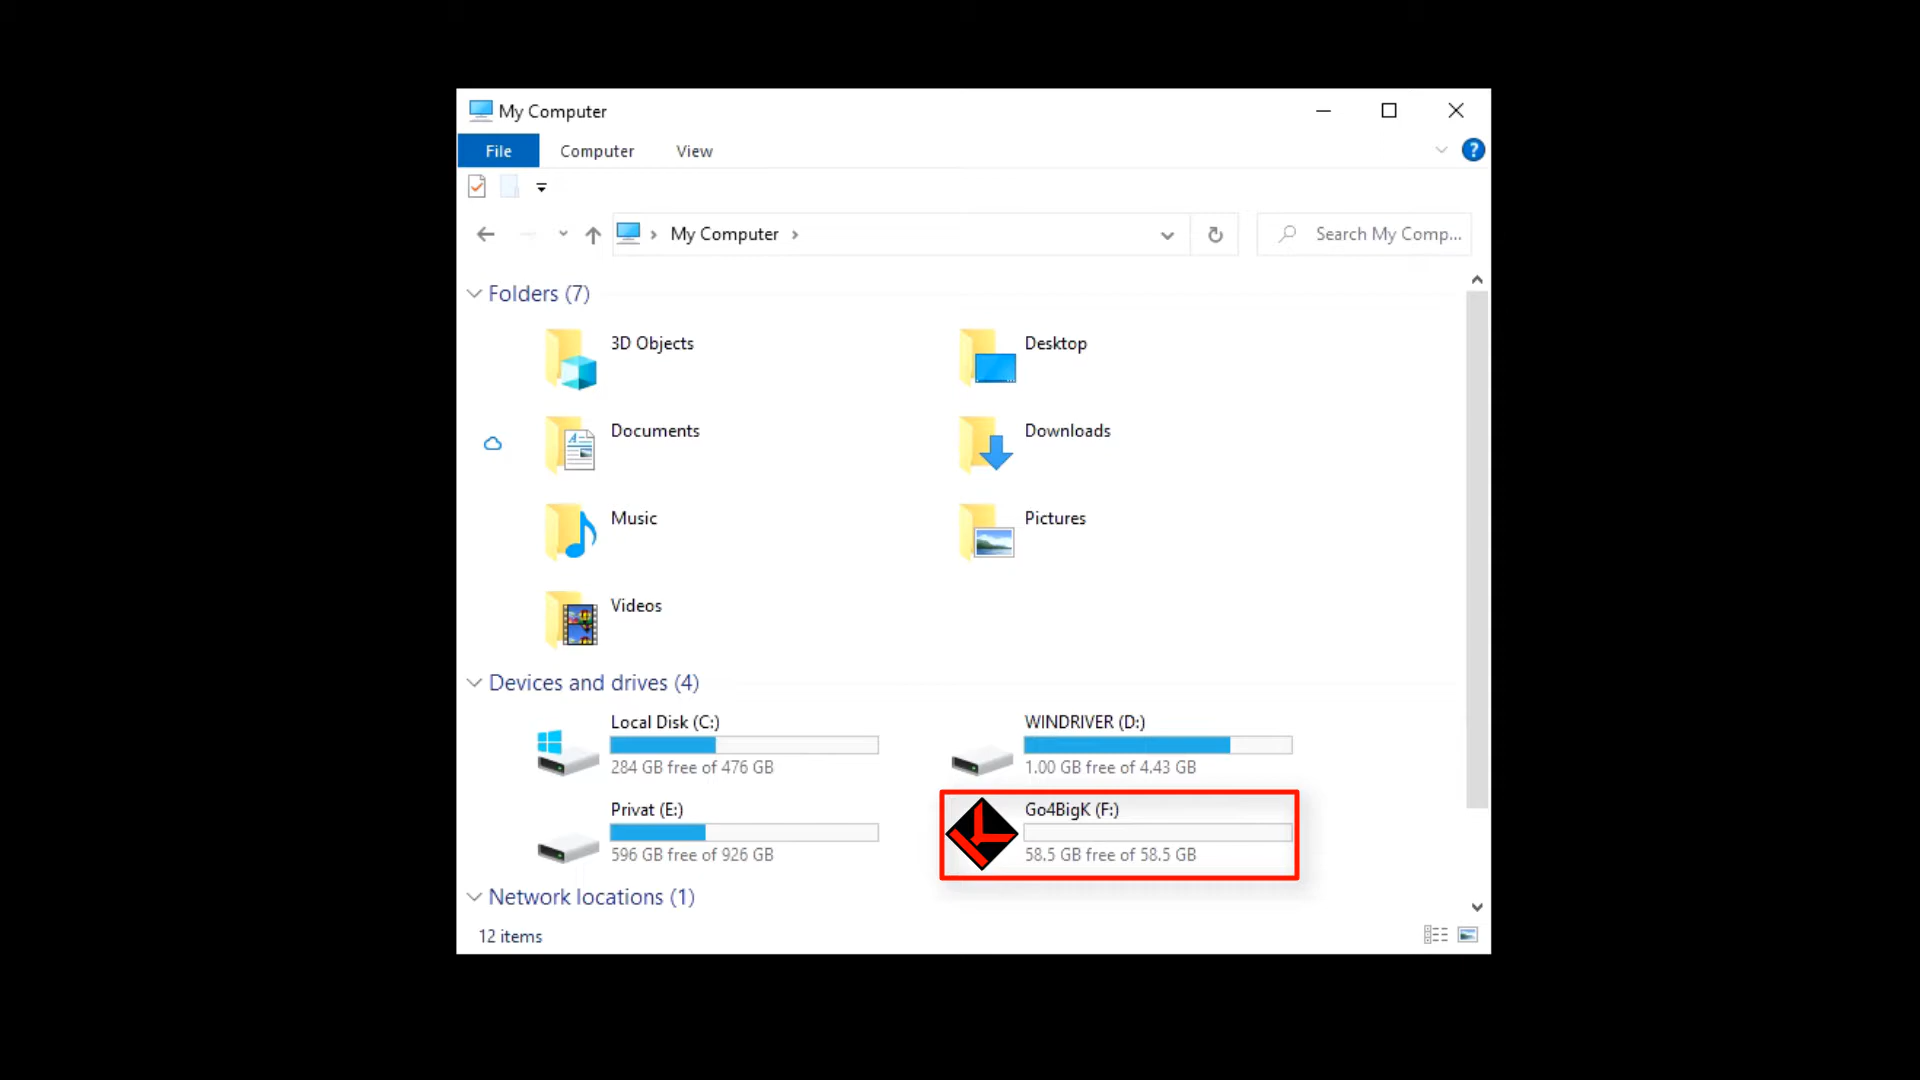 My Computer
File Computer View
?
My Computer
Search My Comp...
Folders (7)
3D Objects
Desktop
Documents
Downloads
Music
Pictures
Videos
Devices and drives (4)
Local Disk (C:)
284 GB free of 476 GB
WINDRIVER (D:)
1.00 GB free of 4.43 GB
Privat (E:)
596 GB free of 926 GB
Go4BigK (F:)
58.5 GB free of 58.5 GB
Network locations (1)
12 items